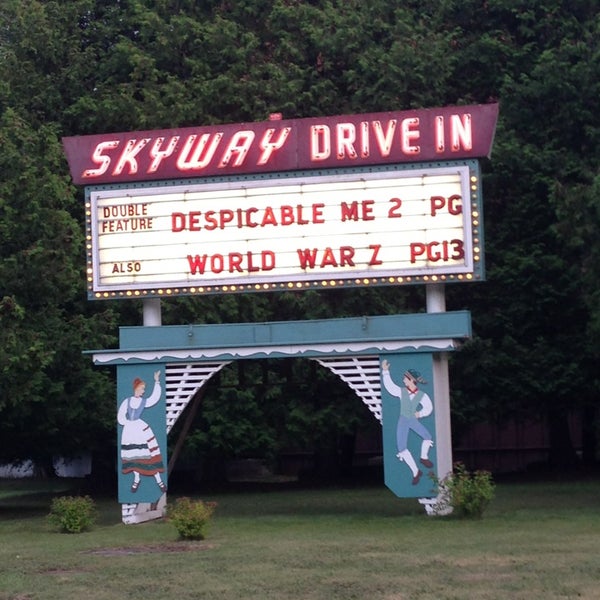 SKYWAY DRIVE IN
DOUBLE
FEATURE
DESPICABLE ME 2 PG
ALSO
WORLD WAR Z PG13